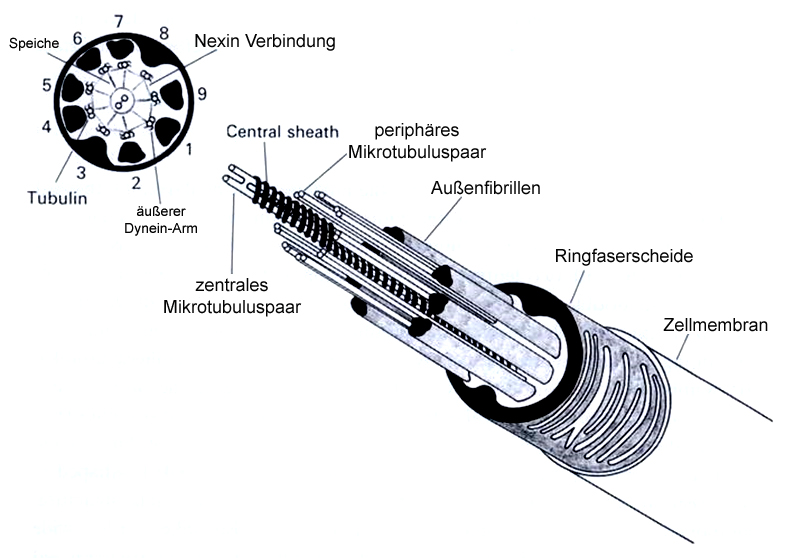 7
6
8
Speiche
Nexin Verbindung
5
9
4
1
3
2
Tubulin
äußerer
Dynein-Arm
Central sheath
periphäres
Mikrotubuluspaar
Außenfibrillen
zentrales
Mikrotubuluspaar
Ringfaserscheide
Zellmembran